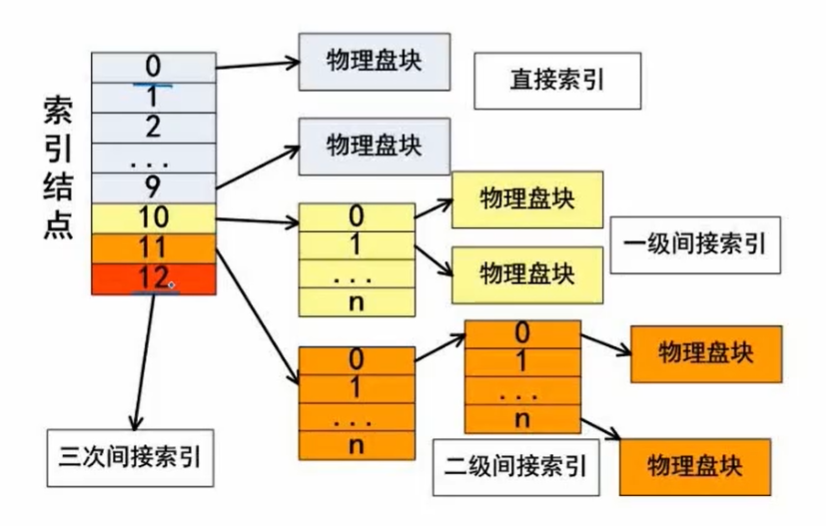 索引结点
0
1
2
...
9
10
11
12
物理盘块
直接索引
物理盘块
0
1
...
n
物理盘块
物理盘块
一级间接索引
0
1
...
n
0
1
...
n
物理盘块
物理盘块
二级间接索引
三次间接索引